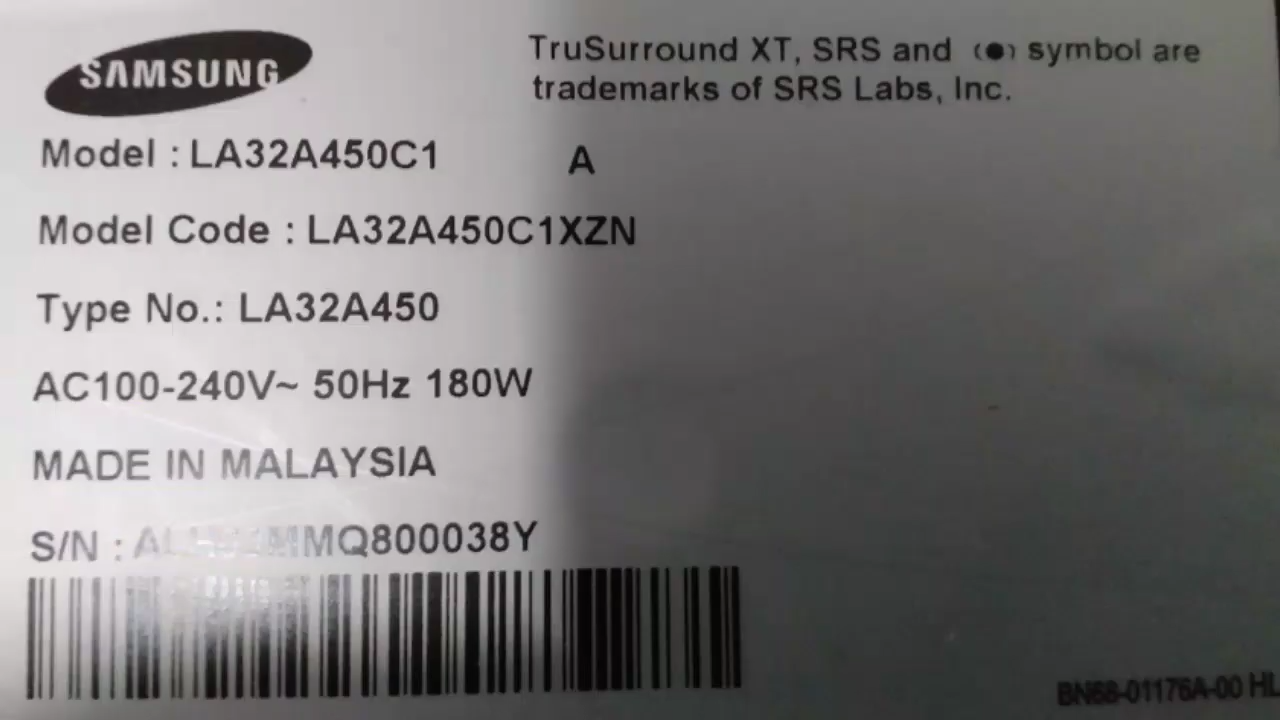 SAMSUNG
TruSurround XT, SRS and (●) symbol are
trademarks of SRS Labs, Inc.
Model : LA32A450C1 A
Model Code : LA32A450C1XZN
Type No.: LA32A450
AC100-240V~ 50Hz 180W
MADE IN MALAYSIA
S/N :
BN68-01176A-00 HL